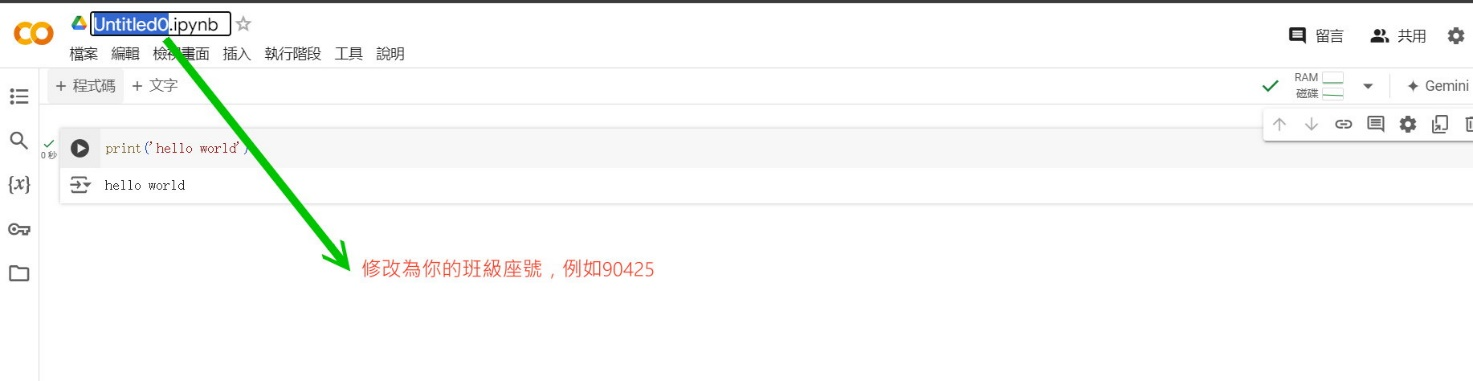 Untitled0.ipynb
留言 共用
檔案 編輯 檢視畫面 插入 執行階段 工具 說明
+ 程式碼 + 文字
RAM
磁碟
Gemini
print('hello world')
0 秒
{x}
hello world
修改為你的班級座號，例如90425